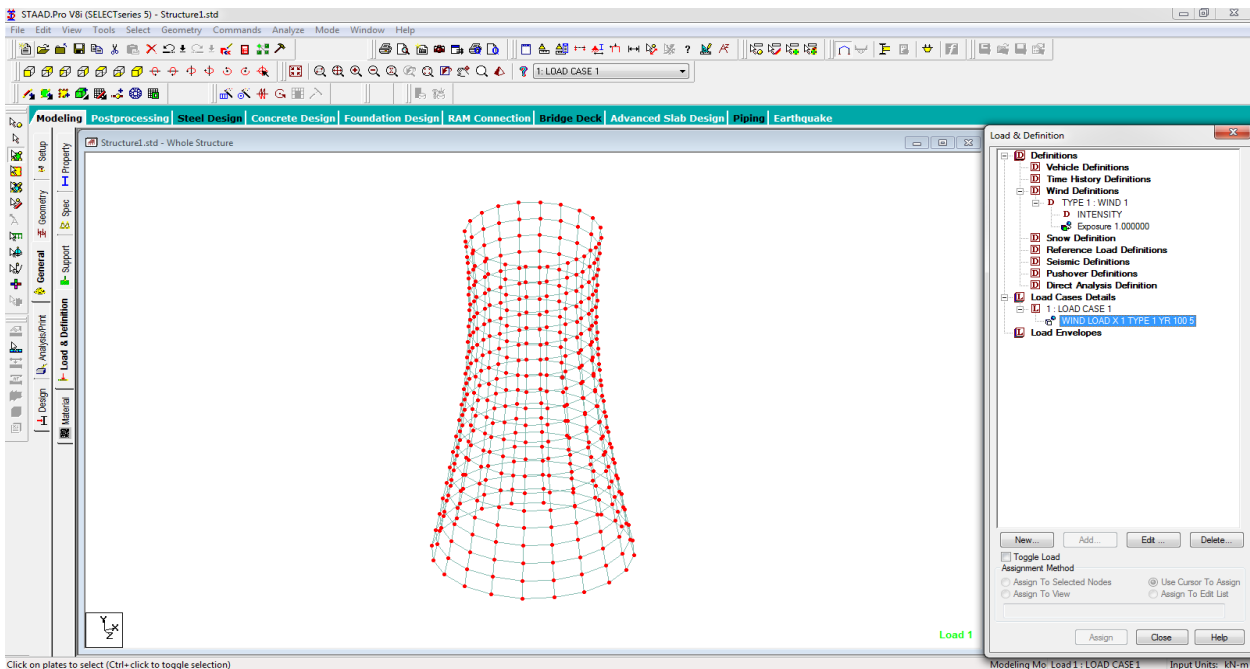 STAAD.Pro V8i (SELECTseries 5) - Structure1.std
File Edit View Tools Select Geometry Commands Analyze Mode Window Help
1: LOAD CASE 1
Modeling Postprocessing Steel Design Concrete Design Foundation Design RAM Connection Bridge Deck Advanced Slab Design Piping Earthquake
Setup
Geometry
General
Analysis/Print
Design
Property
Spec
Support
Load & Definition
Material
Structure1.std - Whole Structure
Y
X
Z
Load 1
Load & Definition
Definitions
Vehicle Definitions
Time History Definitions
Wind Definitions
TYPE 1 : WIND 1
INTENSITY
Exposure 1.000000
Snow Definition
Reference Load Definitions
Seismic Definitions
Pushover Definitions
Direct Analysis Definition
Load Cases Details
1 : LOAD CASE 1
WIND LOAD X 1 TYPE 1 YR 100 5
Load Envelopes
New... Add... Edit ... Delete...
Toggle Load
Assignment Method
Assign To Selected Nodes Use Cursor To Assign
Assign To View Assign To Edit List
Assign Close Help
Click on plates to select (Ctrl+click to toggle selection) Modeling Mo Load 1 : LOAD CASE 1 Input Units: kN-m